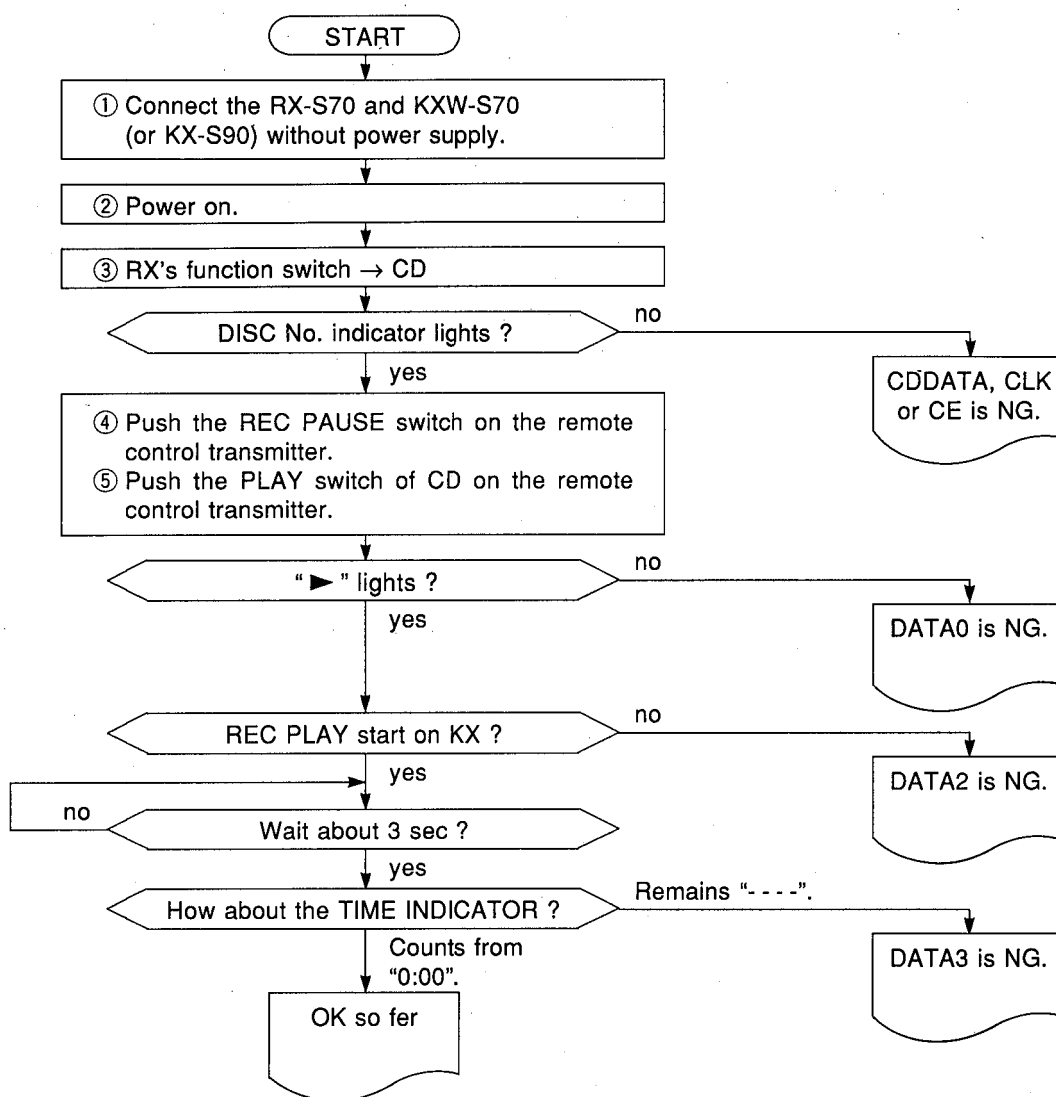 START
① Connect the RX-S70 and KXW-S70
(or KX-S90) without power supply.
② Power on.
③ RX's function switch → CD
DISC No. indicator lights ?
no
yes
CDDATA, CLK
or CE is NG.
④ Push the REC PAUSE switch on the remote
control transmitter.
⑤ Push the PLAY switch of CD on the remote
control transmitter.
“ ► ” lights ?
no
yes
DATA0 is NG.
REC PLAY start on KX ?
no
yes
DATA2 is NG.
no
Wait about 3 sec ?
yes
How about the TIME INDICATOR ?
Remains “- - - -”.
Counts from
“0:00”.
DATA3 is NG.
OK so fer